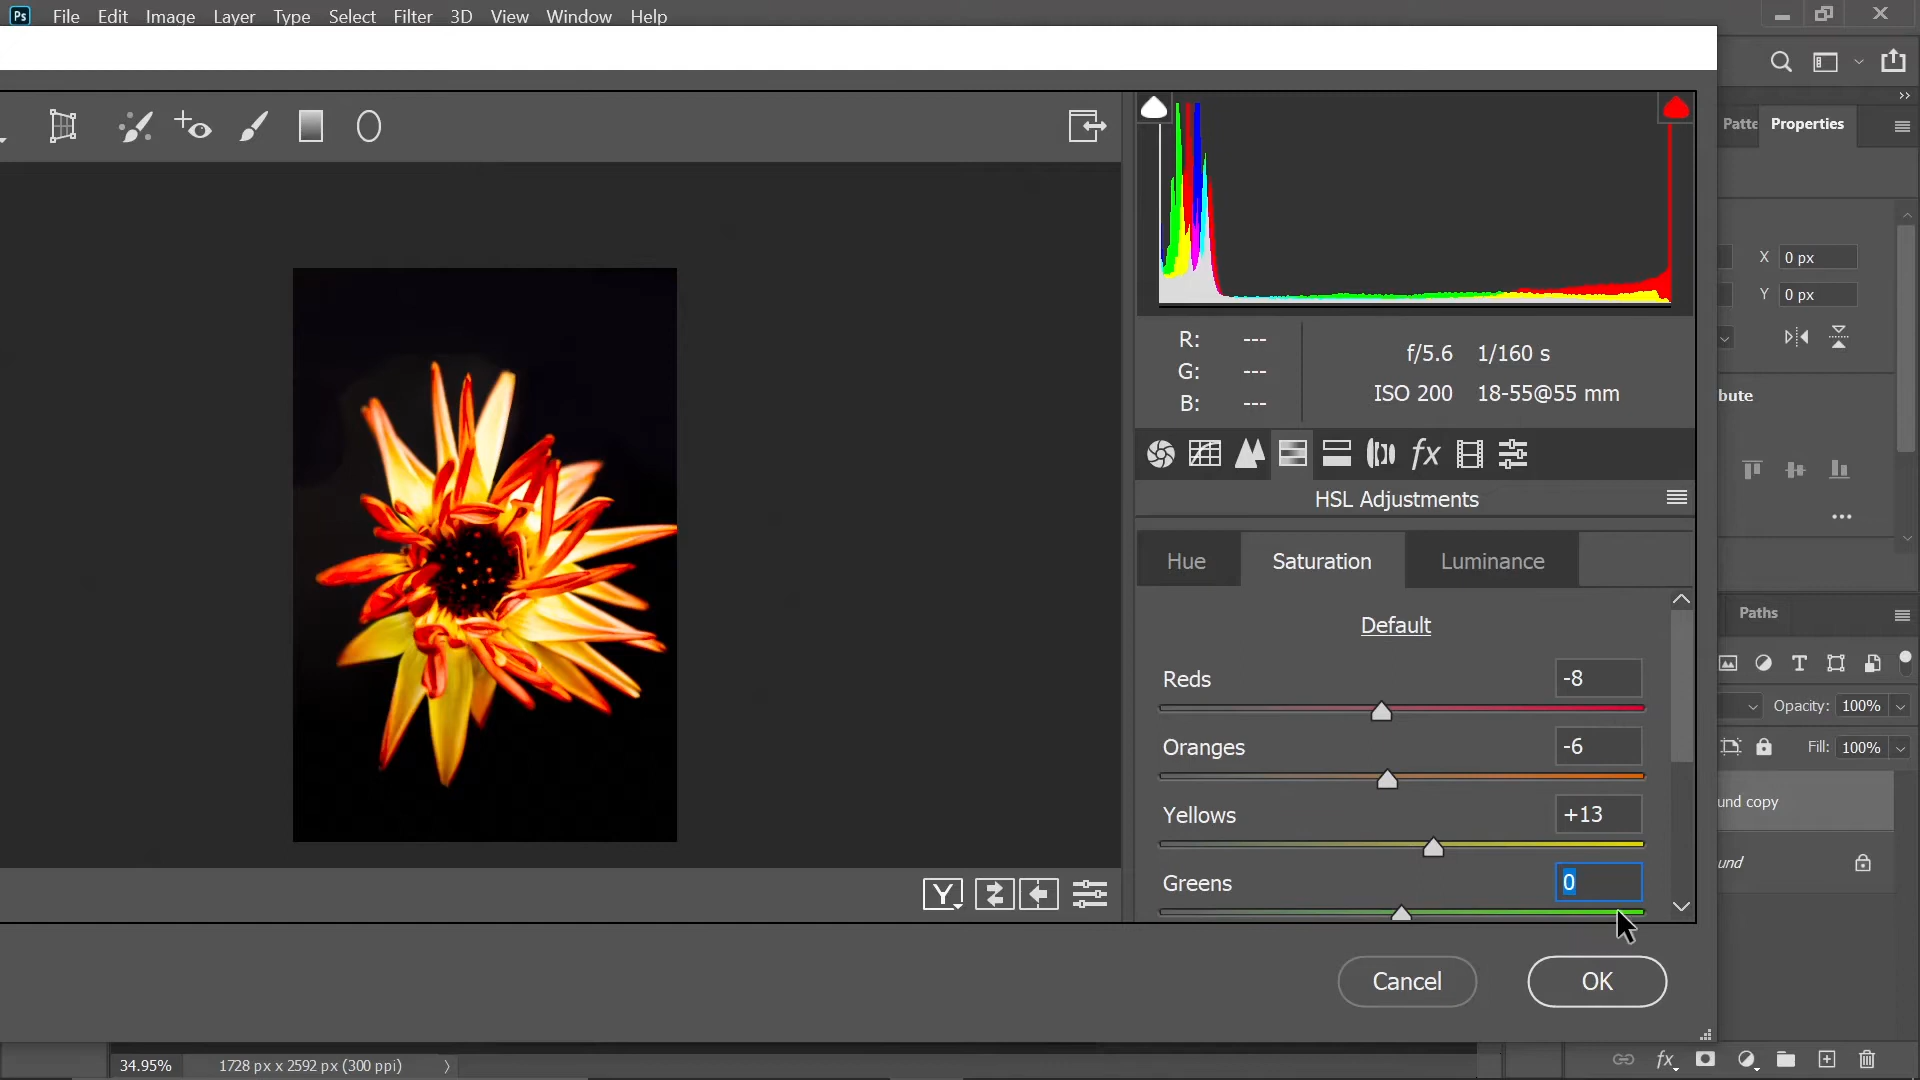 Ps File Edit Image Layer Type Select Filter 3D View Window Help
Patte Properties
R: ---
G: ---
B: ---
f/5.6 1/160 s
ISO 200 18-55@55 mm
X 0 px
Y 0 px
bute
fx
HSL Adjustments
Hue Saturation Luminance
Default
Reds -8
Oranges -6
Yellows +13
Greens 0
Paths
T
Opacity: 100%
Fill: 100%
und copy
und
Y
Cancel OK
34.95% 1728 px x 2592 px (300 ppi)
fx